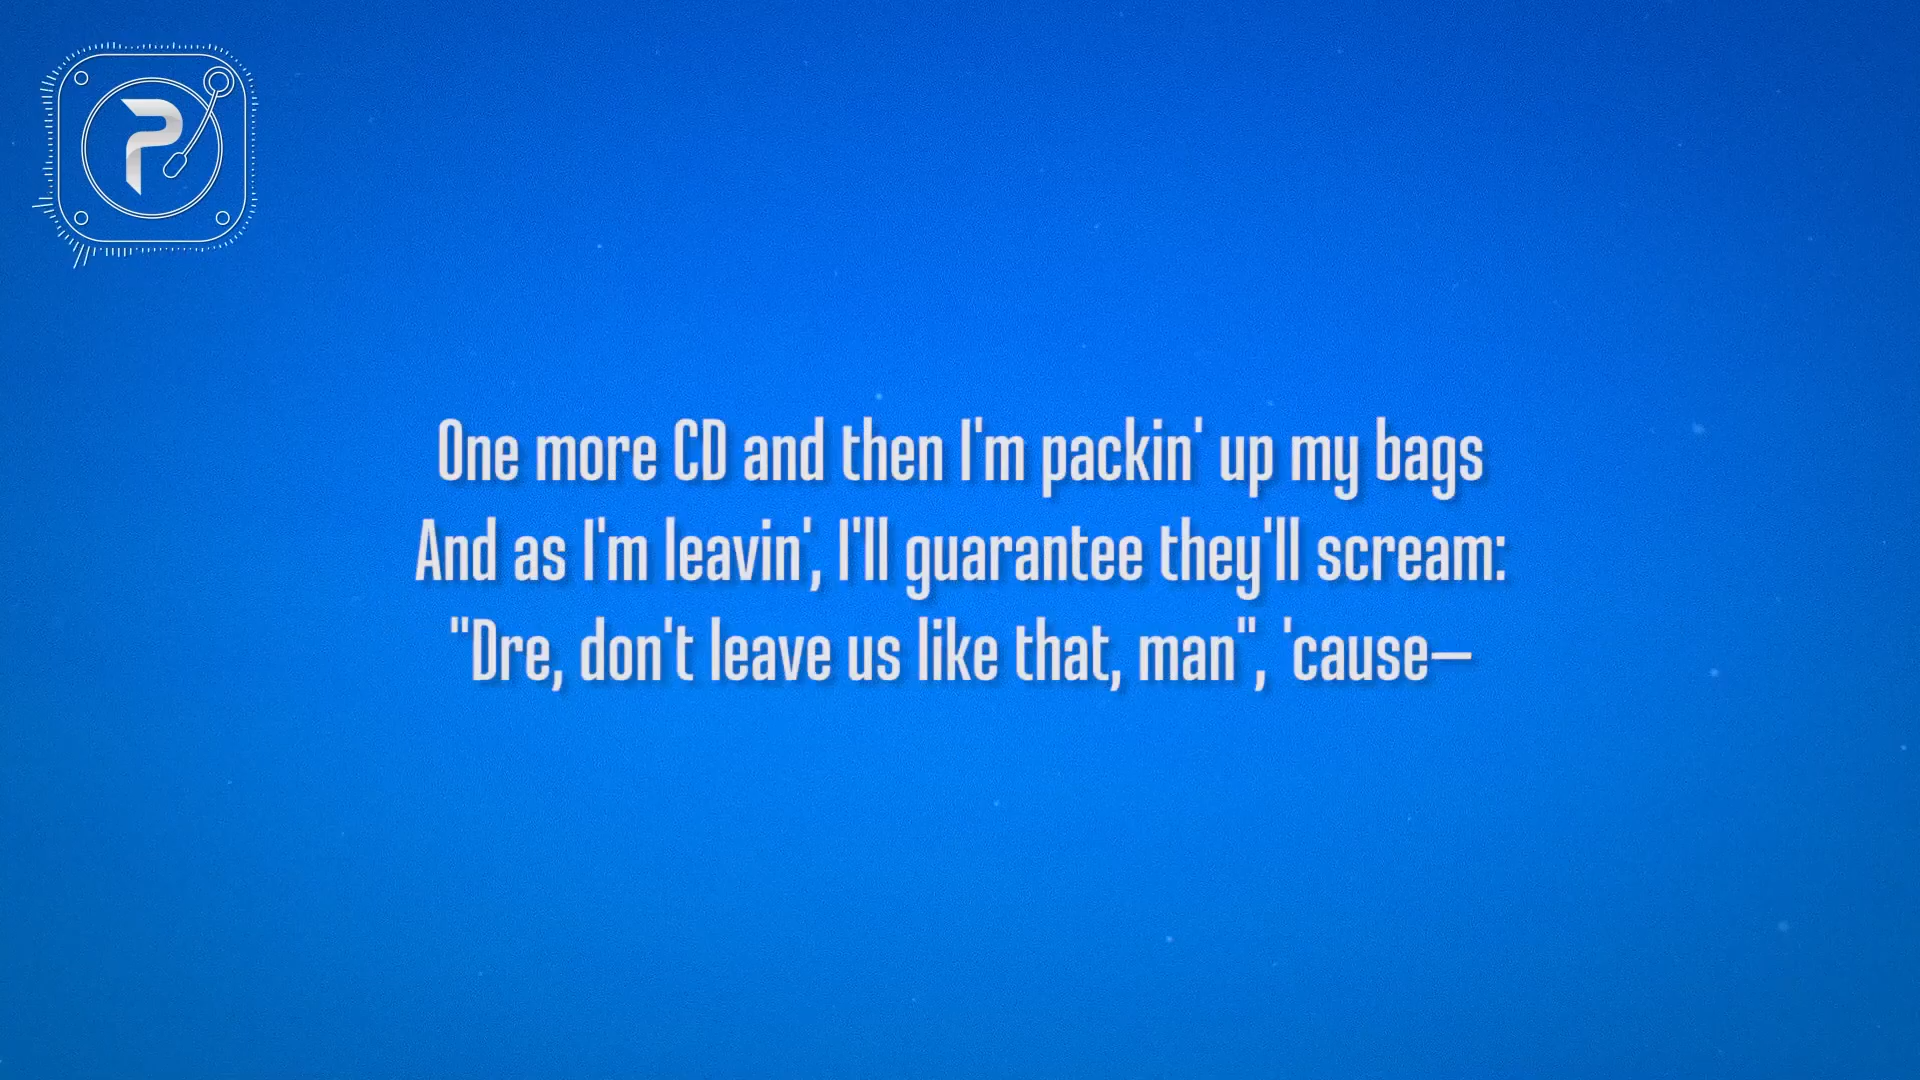 P
One more CD and then I'm packin' up my bags
And as I'm leavin', I'll guarantee they'll scream:
"Dre, don't leave us like that, man", 'cause—